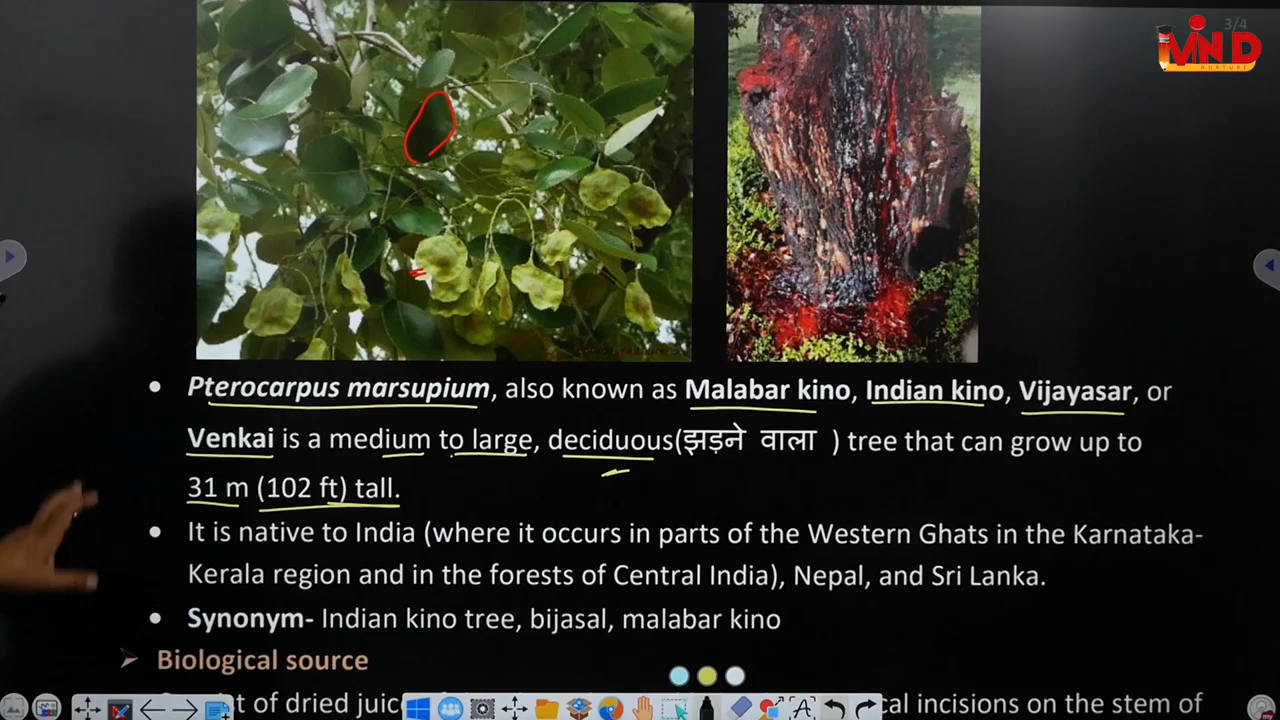 3/4
MIND
NURTURE
Pterocarpus marsupium, also known as Malabar kino, Indian kino, Vijayasar, or
Venkai is a medium to large, deciduous(झड़ने वाला ) tree that can grow up to
31 m (102 ft) tall.
It is native to India (where it occurs in parts of the Western Ghats in the Karnataka-
Kerala region and in the forests of Central India), Nepal, and Sri Lanka.
Synonym- Indian kino tree, bijasal, malabar kino
Biological source
t of dried juic cal incisions on the stem of